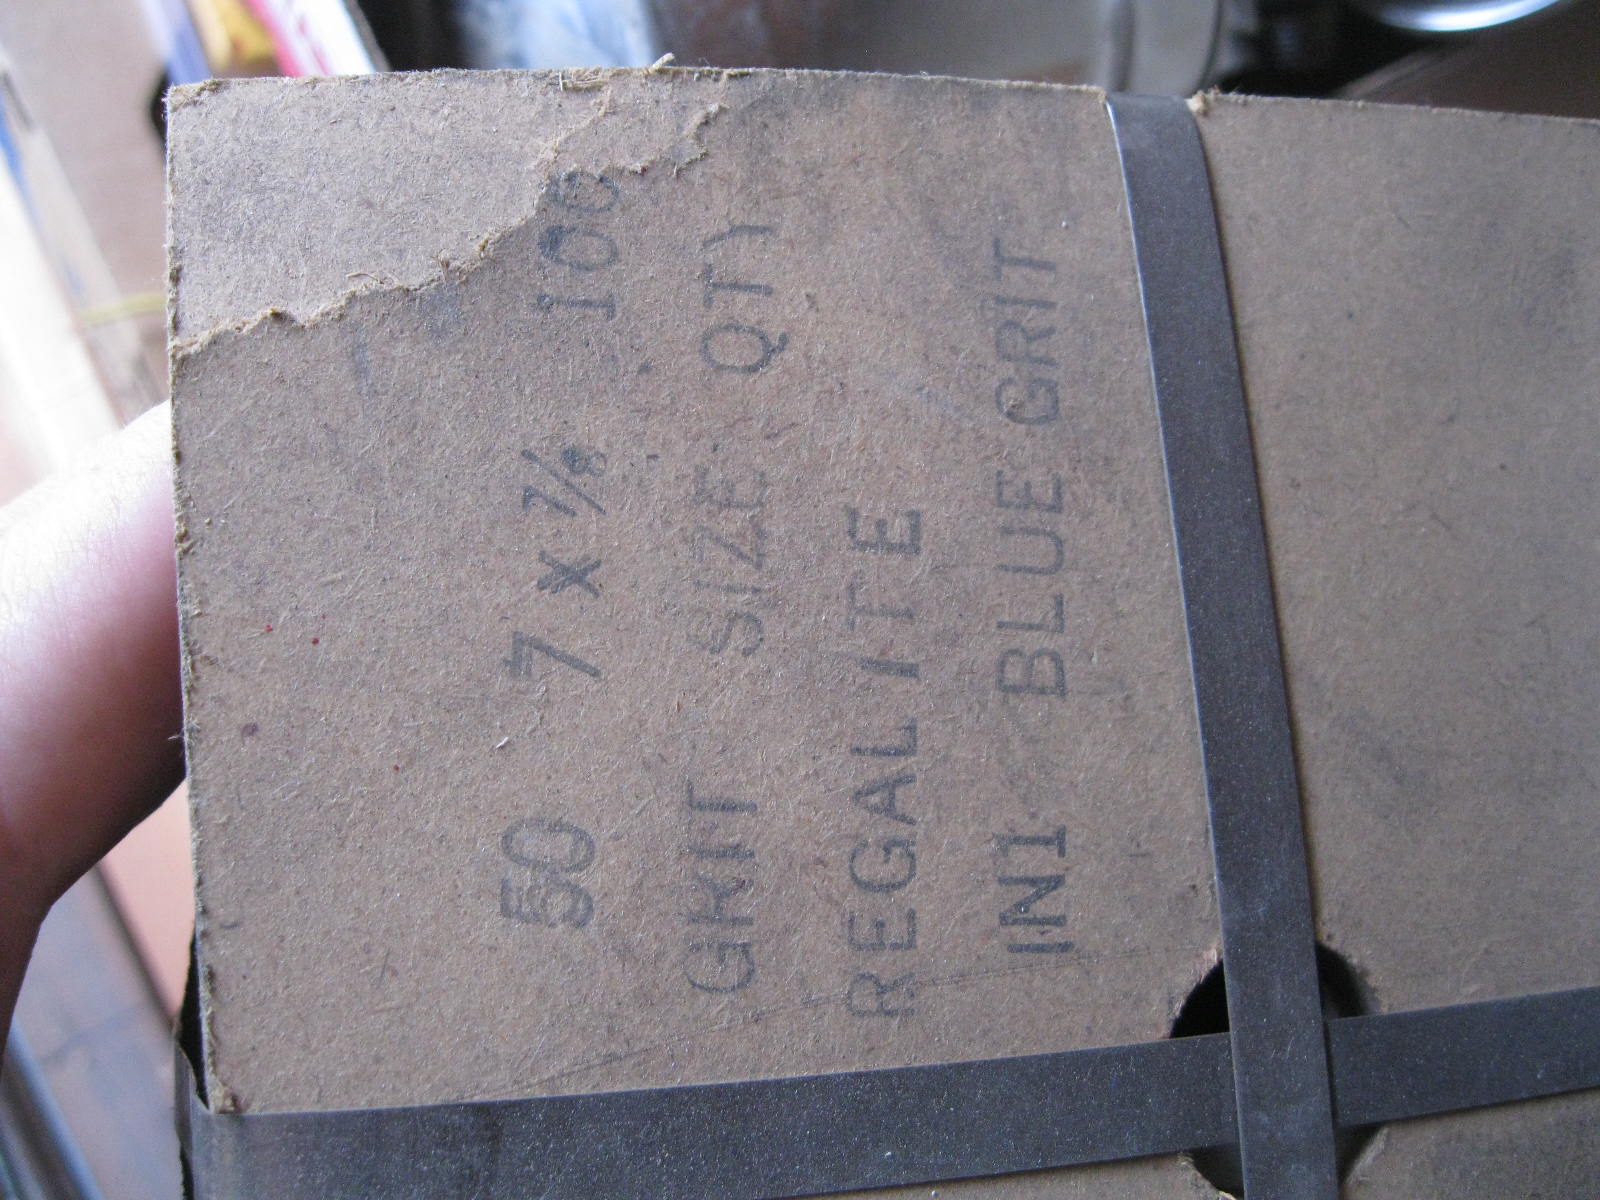 50 7 x 7/8 100
GRIT SIZE QTY
REGALITE
IN1 BLUE GRIT